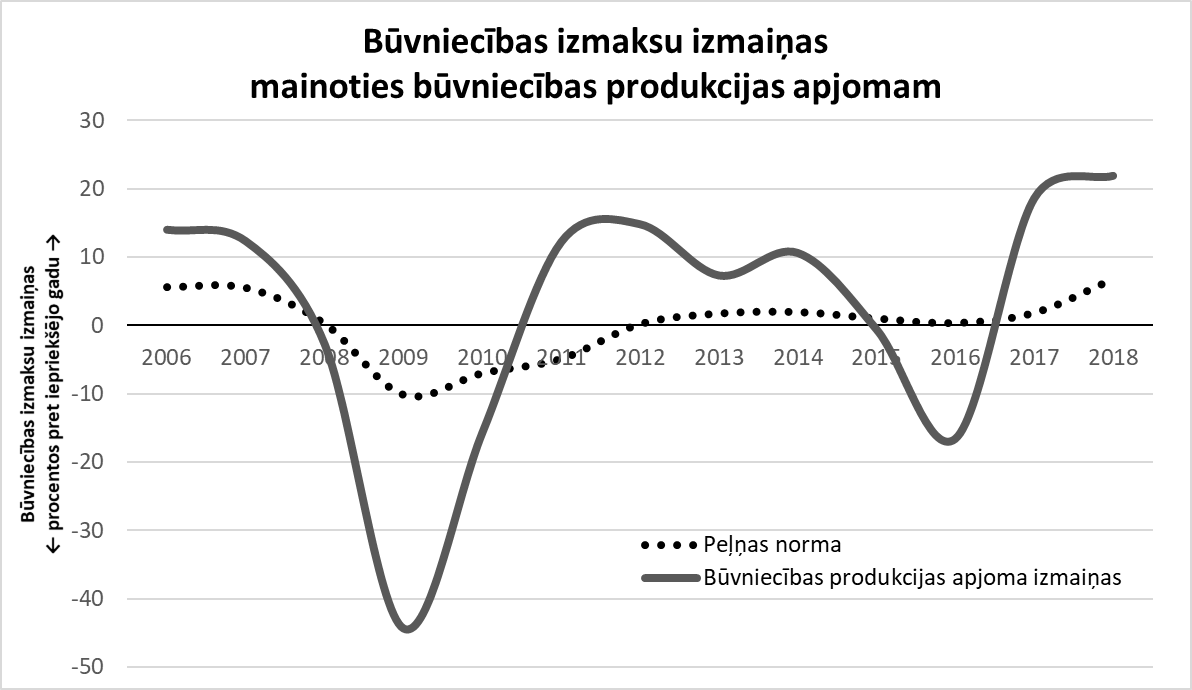 Būvniecības izmaksu izmaiņas
mainoties būvniecības produkcijas apjomam
Būvniecības izmaksu izmaiņas
← procentos pret iepriekšējo gadu →
30
20
10
0
-10
-20
-30
-40
-50
2006 2007 2008 2009 2010 2011 2012 2013 2014 2015 2016 2017 2018
Peļņas norma
Būvniecības produkcijas apjoma izmaiņas